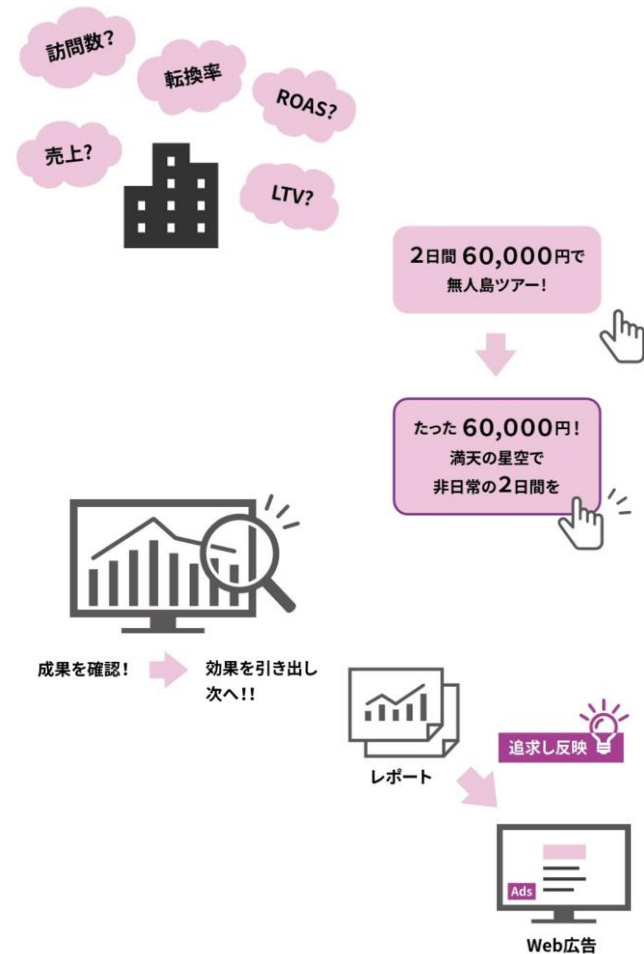 訪問数?
転換率
ROAS?
売上?
LTV?
2日間 60,000円で
無人島ツアー!
たった 60,000円!
満天の星空で
非日常の2日間を
成果を確認!
効果を引き出し
次へ!!
レポート
追求し反映
Ads
Web広告